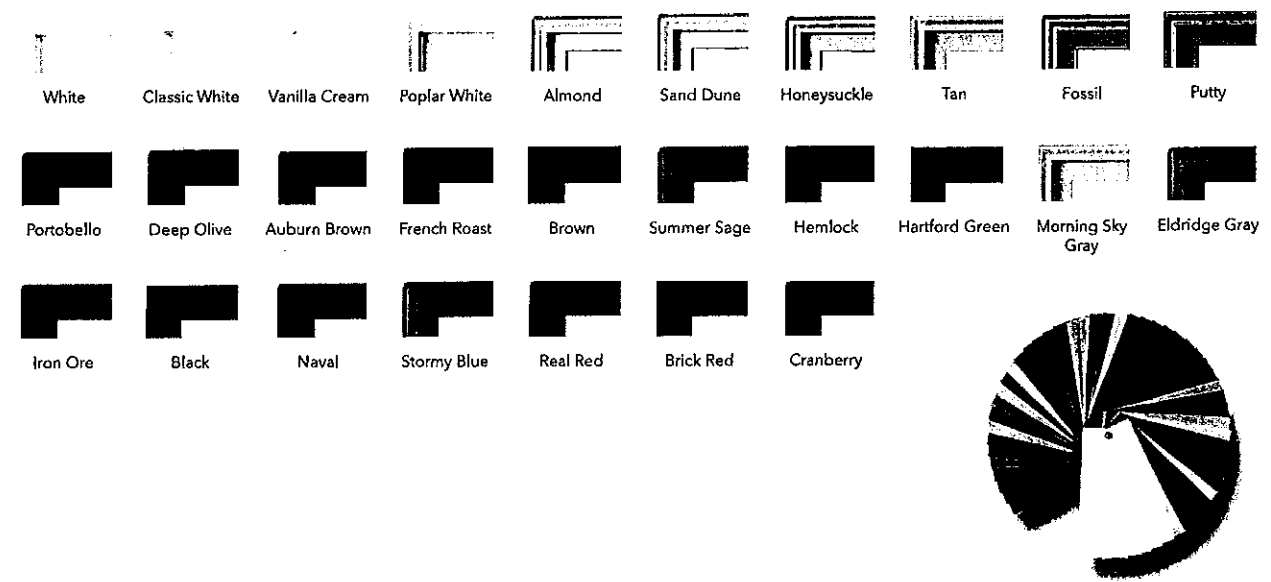 White Classic White Vanilla Cream Poplar White Almond Sand Dune Honeysuckle Tan Fossil Putty
Portobello Deep Olive Auburn Brown French Roast Brown Summer Sage Hemlock Hartford Green Morning Sky Gray Eldridge Gray
Iron Ore Black Naval Stormy Blue Real Red Brick Red Cranberry